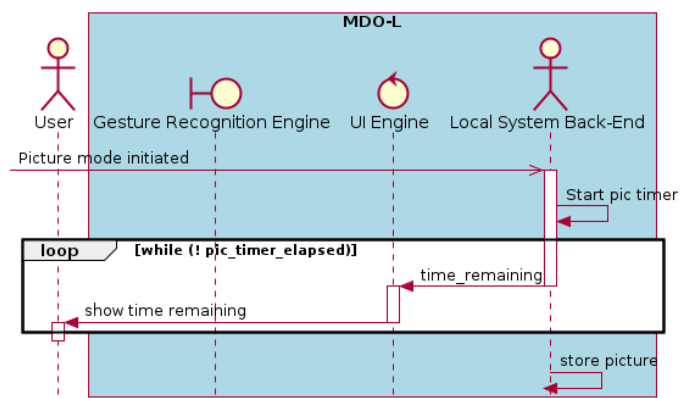 MDO-L
User
Gesture Recognition Engine
UI Engine
Local System Back-End
Picture mode initiated
Start pic timer
loop
[while (! pic_timer_elapsed)]
time_remaining
show time remaining
store picture